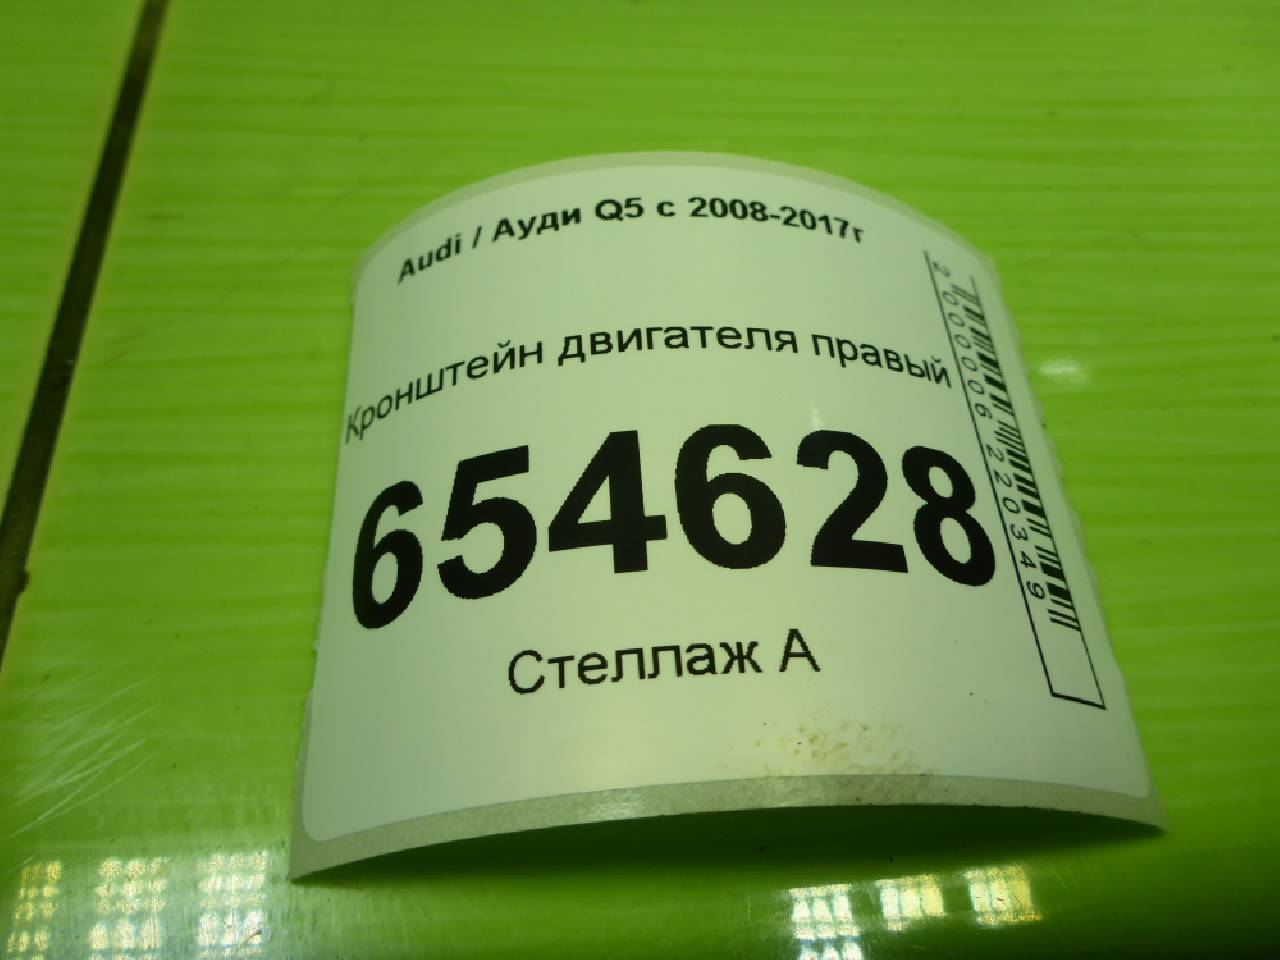 Audi / Ауди Q5 с 2008-2017г
Кронштейн двигателя правый
654628
Стеллаж А
2000006220349